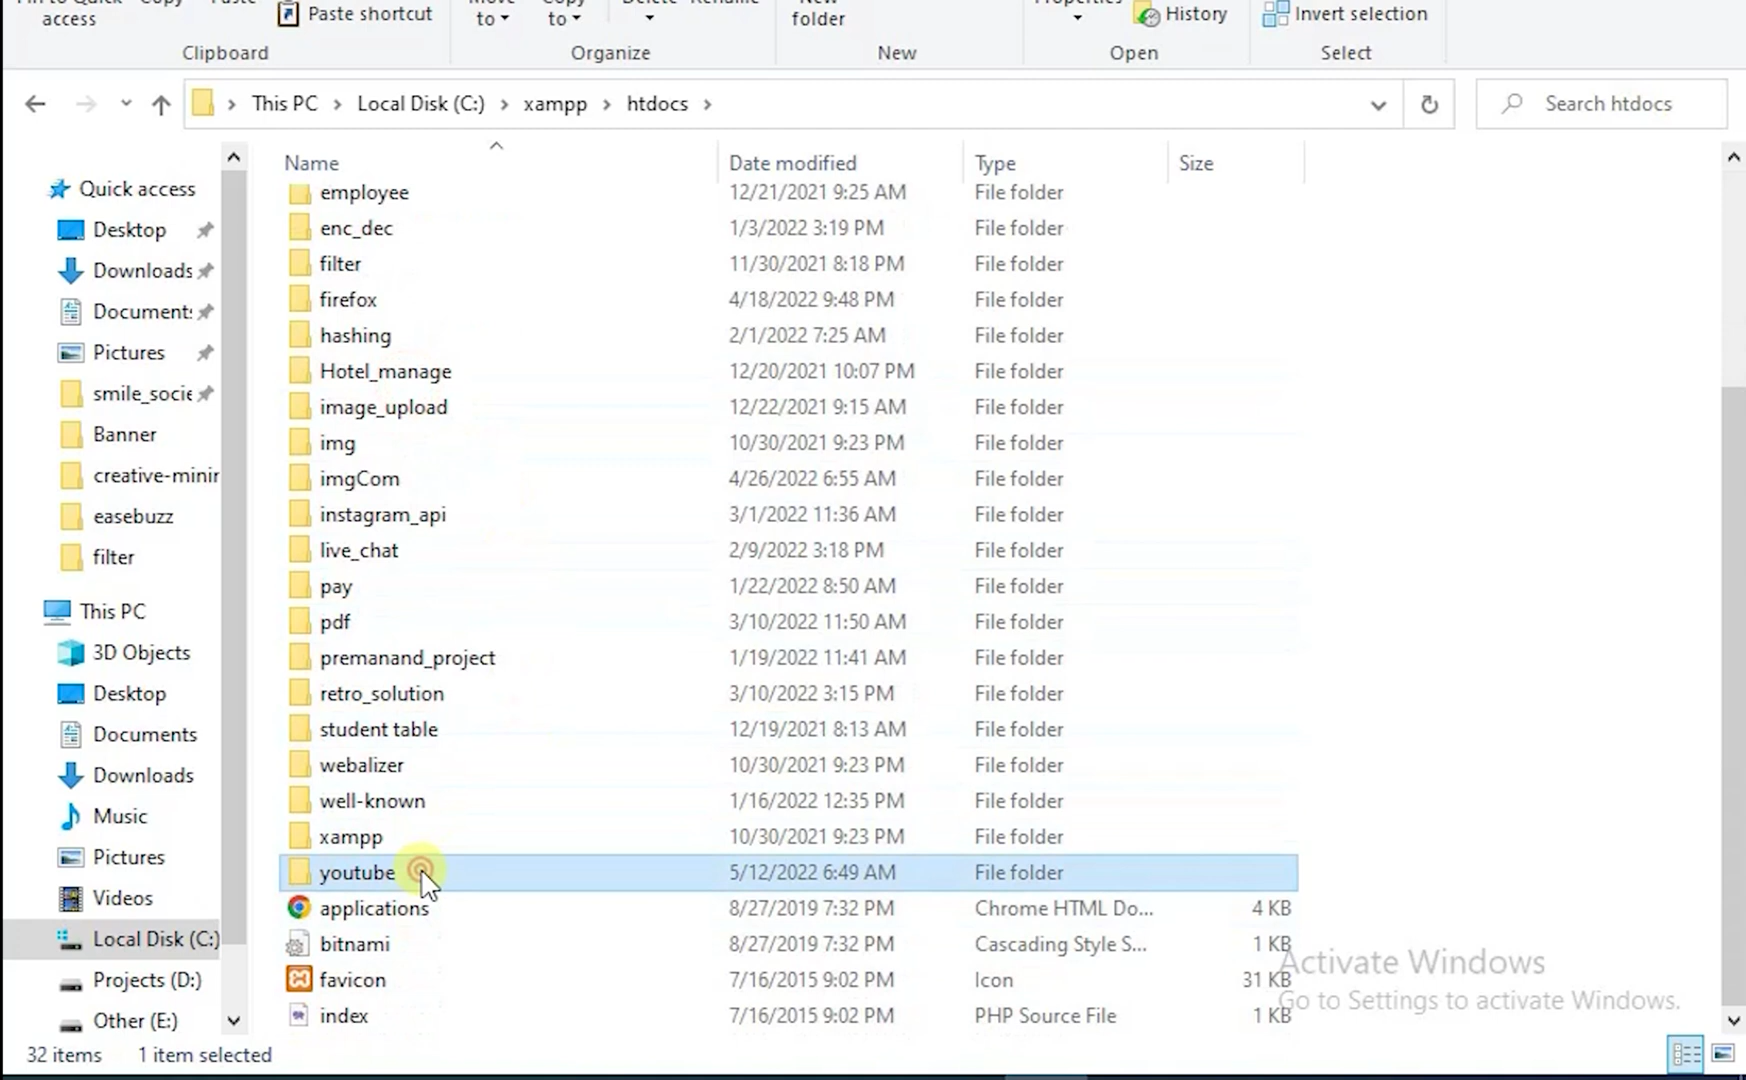 access
Paste shortcut
to
to
folder
History
Invert selection
Clipboard
Organize
New
Open
Select
This PC
Local Disk (C:)
xampp
htdocs
Search htdocs
Name
Date modified
Type
Size
Quick access
Desktop
Downloads
Document:
Pictures
smile_socie
Banner
creative-minir
easebuzz
filter
This PC
3D Objects
Desktop
Documents
Downloads
Music
Pictures
Videos
Local Disk (C:)
Projects (D:)
Other (E:)
employee 12/21/2021 9:25 AM File folder
enc_dec 1/3/2022 3:19 PM File folder
filter 11/30/2021 8:18 PM File folder
firefox 4/18/2022 9:48 PM File folder
hashing 2/1/2022 7:25 AM File folder
Hotel_manage 12/20/2021 10:07 PM File folder
image_upload 12/22/2021 9:15 AM File folder
img 10/30/2021 9:23 PM File folder
imgCom 4/26/2022 6:55 AM File folder
instagram_api 3/1/2022 11:36 AM File folder
live_chat 2/9/2022 3:18 PM File folder
pay 1/22/2022 8:50 AM File folder
pdf 3/10/2022 11:50 AM File folder
premanand_project 1/19/2022 11:41 AM File folder
retro_solution 3/10/2022 3:15 PM File folder
student table 12/19/2021 8:13 AM File folder
webalizer 10/30/2021 9:23 PM File folder
well-known 1/16/2022 12:35 PM File folder
xampp 10/30/2021 9:23 PM File folder
youtube 5/12/2022 6:49 AM File folder
applications 8/27/2019 7:32 PM Chrome HTML Do... 4 KB
bitnami 8/27/2019 7:32 PM Cascading Style S... 1 KB
favicon 7/16/2015 9:02 PM Icon 31 KB
index 7/16/2015 9:02 PM PHP Source File 1 KB
Activate Windows
Go to Settings to activate Windows.
32 items 1 item selected